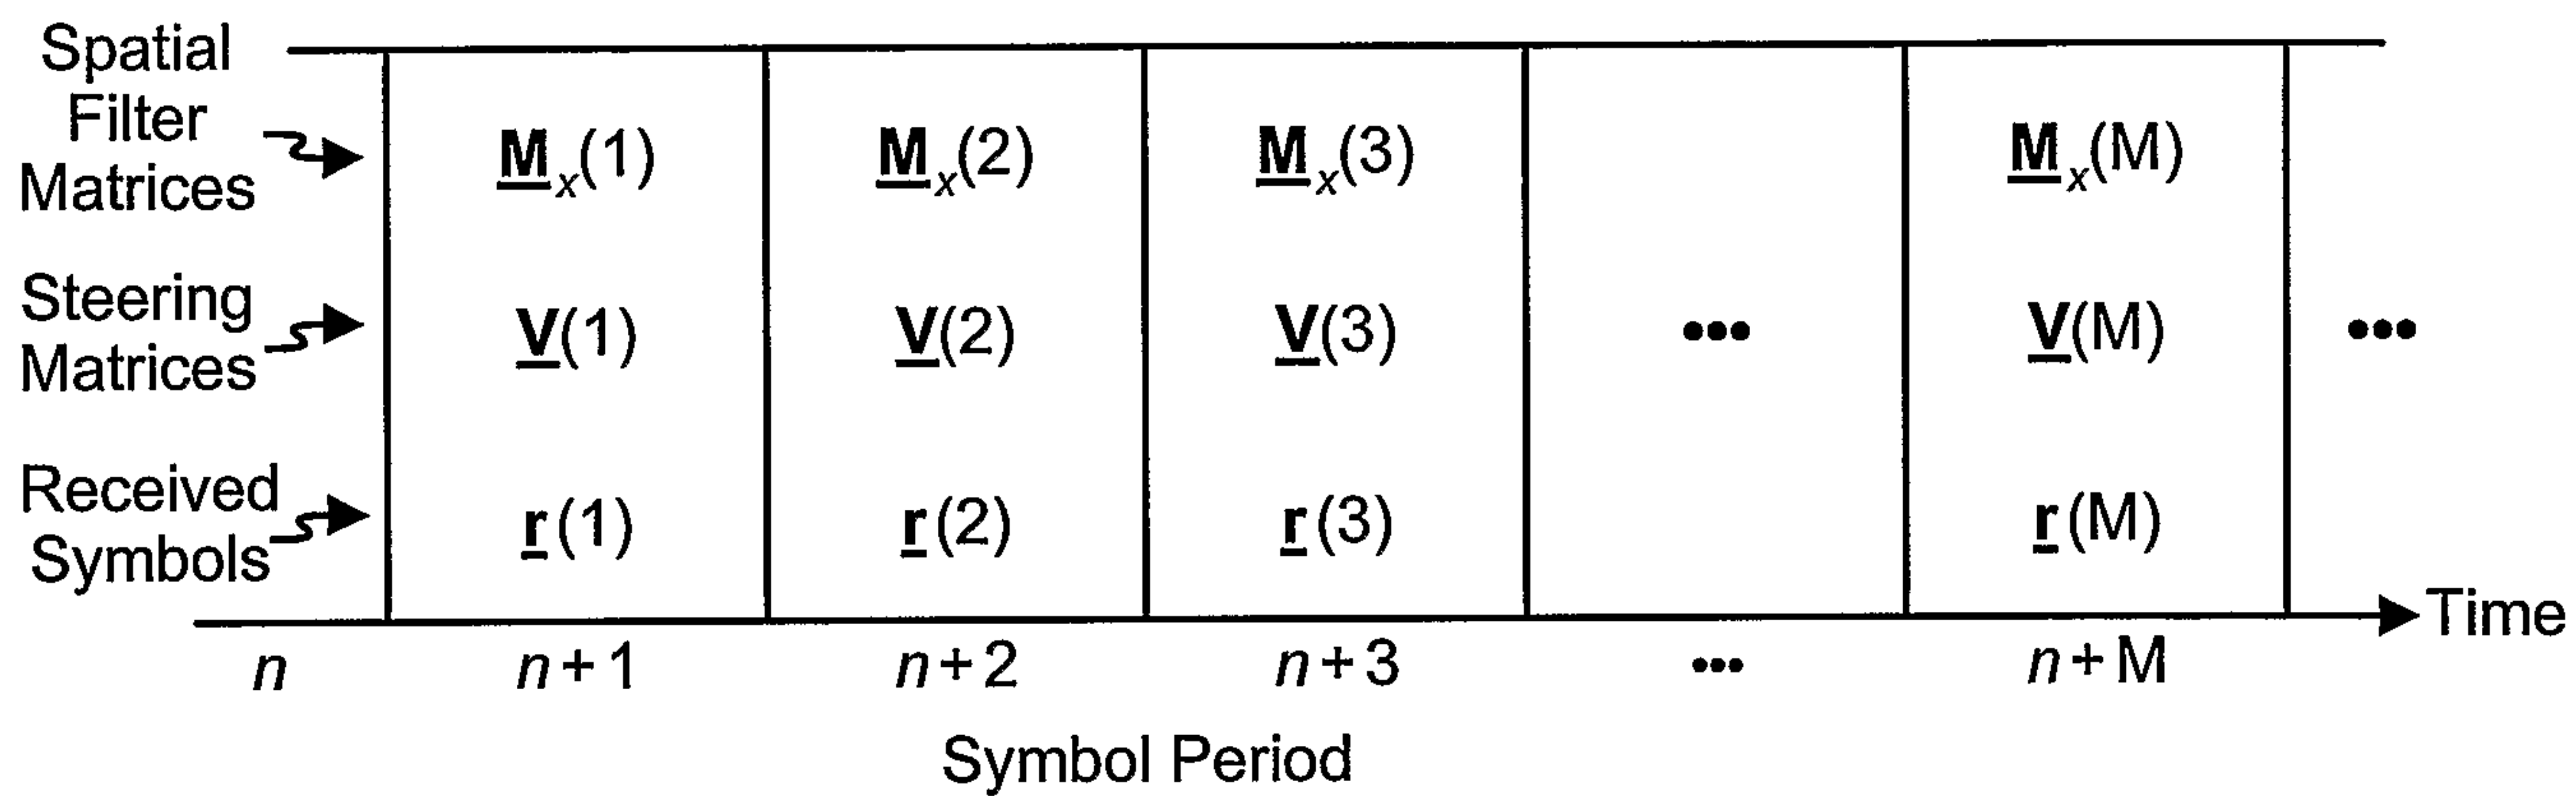 Spatial
Filter
Matrices
M_x(1) M_x(2) M_x(3) M_x(M)
Steering
Matrices
V(1) V(2) V(3) ••• V(M) •••
Received
Symbols
r(1) r(2) r(3) r(M)
Time
n n+1 n+2 n+3 ••• n+M
Symbol Period